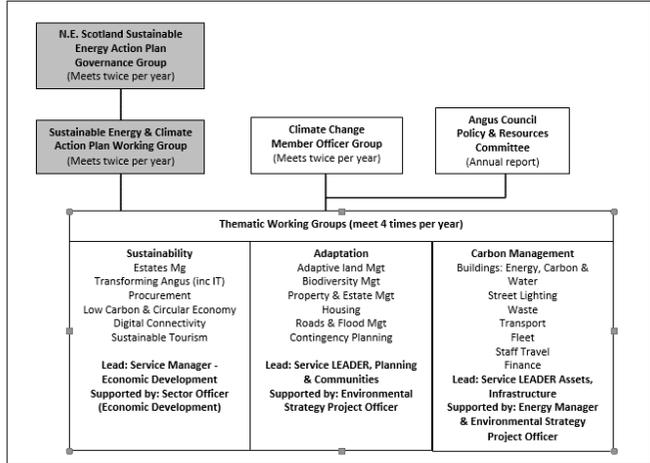 N.E. Scotland Sustainable
Energy Action Plan
Governance Group
(Meets twice per year)
Sustainable Energy & Climate
Action Plan Working Group
(Meets twice per year)
Climate Change
Member Officer Group
(Meets twice per year)
Angus Council
Policy & Resources
Committee
(Annual report)
Thematic Working Groups (meet 4 times per year)
Sustainability
Estates Mg
Transforming Angus (inc IT)
Procurement
Low Carbon & Circular Economy
Digital Connectivity
Sustainable Tourism
Lead: Service Manager -
Economic Development
Supported by: Sector Officer
(Economic Development)
Adaptation
Adaptive land Mgt
Biodiversity Mgt
Property & Estate Mgt
Housing
Roads & Flood Mgt
Contingency Planning
Lead: Service LEADER, Planning
& Communities
Supported by: Environmental
Strategy Project Officer
Carbon Management
Buildings: Energy, Carbon &
Water
Street Lighting
Waste
Transport
Fleet
Staff Travel
Finance
Lead: Service LEADER Assets,
Infrastructure
Supported by: Energy Manager
& Environmental Strategy
Project Officer